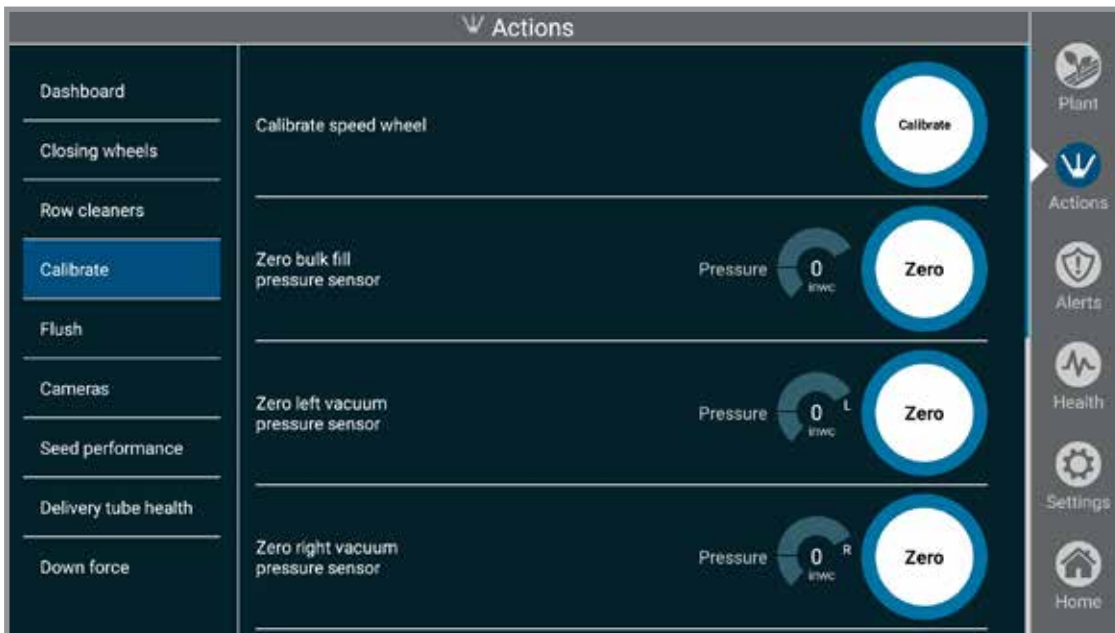 Actions
Dashboard
Closing wheels
Row cleaners
Calibrate
Flush
Cameras
Seed performance
Delivery tube health
Down force
Calibrate speed wheel
Calibrate
Zero bulk fill
pressure sensor
Pressure
0
inwc
Zero
Zero left vacuum
pressure sensor
Pressure
0
L
inwc
Zero
Zero right vacuum
pressure sensor
Pressure
0
R
inwc
Zero
Plant
Actions
Alerts
Health
Settings
Home